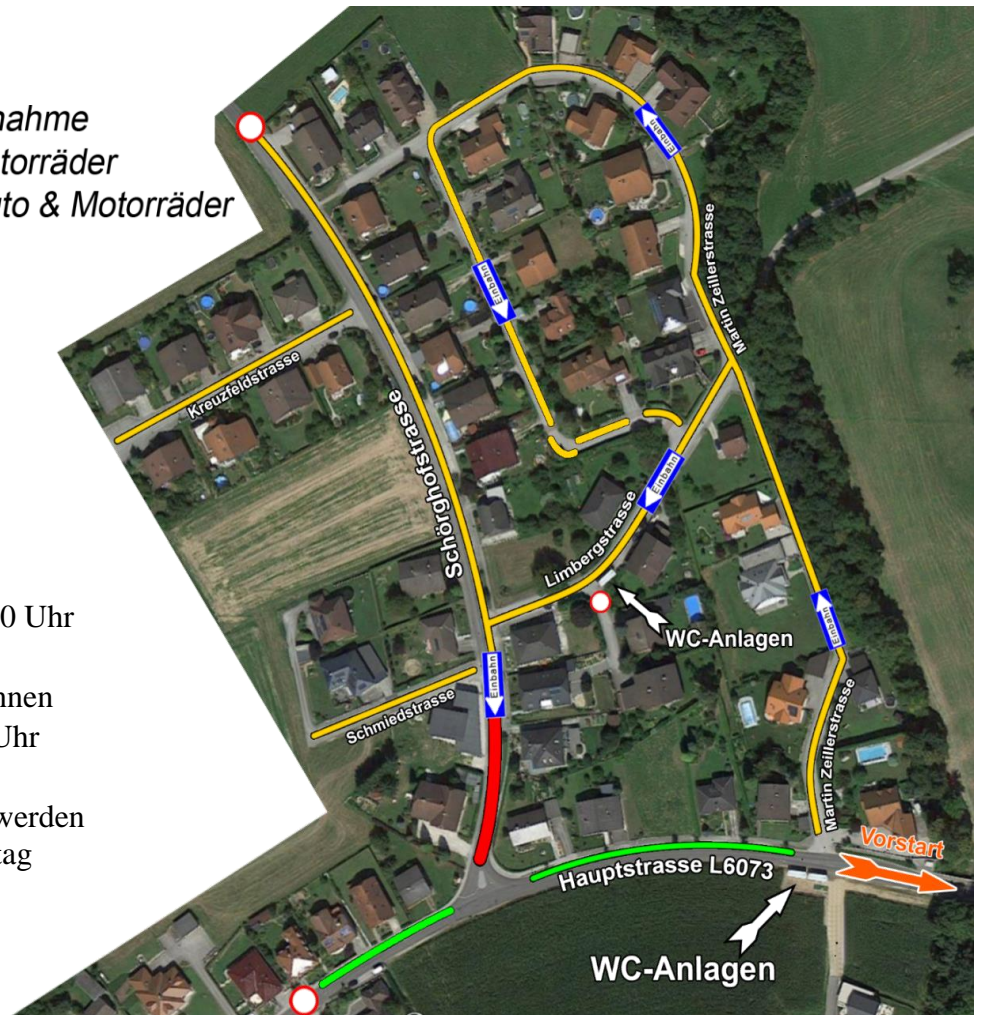 nahme
torräder
to & Motorräder
Einbahn
Einbahn
Martin Zeillerstrasse
Kreuzfeldstrasse
Schörghofstrasse
Einbahn
Limbergstrasse
0 Uhr
WC-Anlagen
Einbahn
Einbahn
nnen
Schmiedstrasse
Uhr
Martin Zeillerstrasse
werden
tag
Vorstart
Hauptstrasse L6073
WC-Anlagen